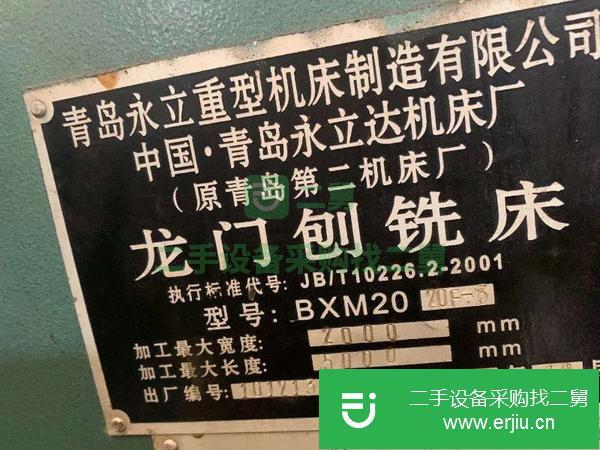 青岛永立重型机床制造有限公司
中国·青岛永立达机床厂
(原青岛第二机床厂)
二舅
龙门刨铣床
二手设备采购找二舅
执行标准代号: JB/T10226.2-2001
型号: BXM20
加工最大宽度: 2000 mm
加工最大长度: mm
出厂编号:
二手设备采购找二舅
www.erjiu.cn